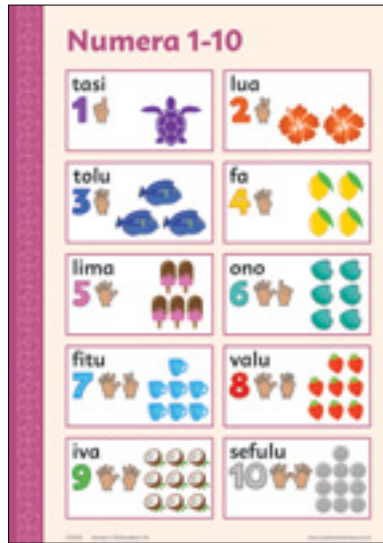 Numera 1-10
tasi
1
lua
2
tolu
3
fa
4
lima
5
ono
6
fitu
7
valu
8
iva
9
sefulu
10